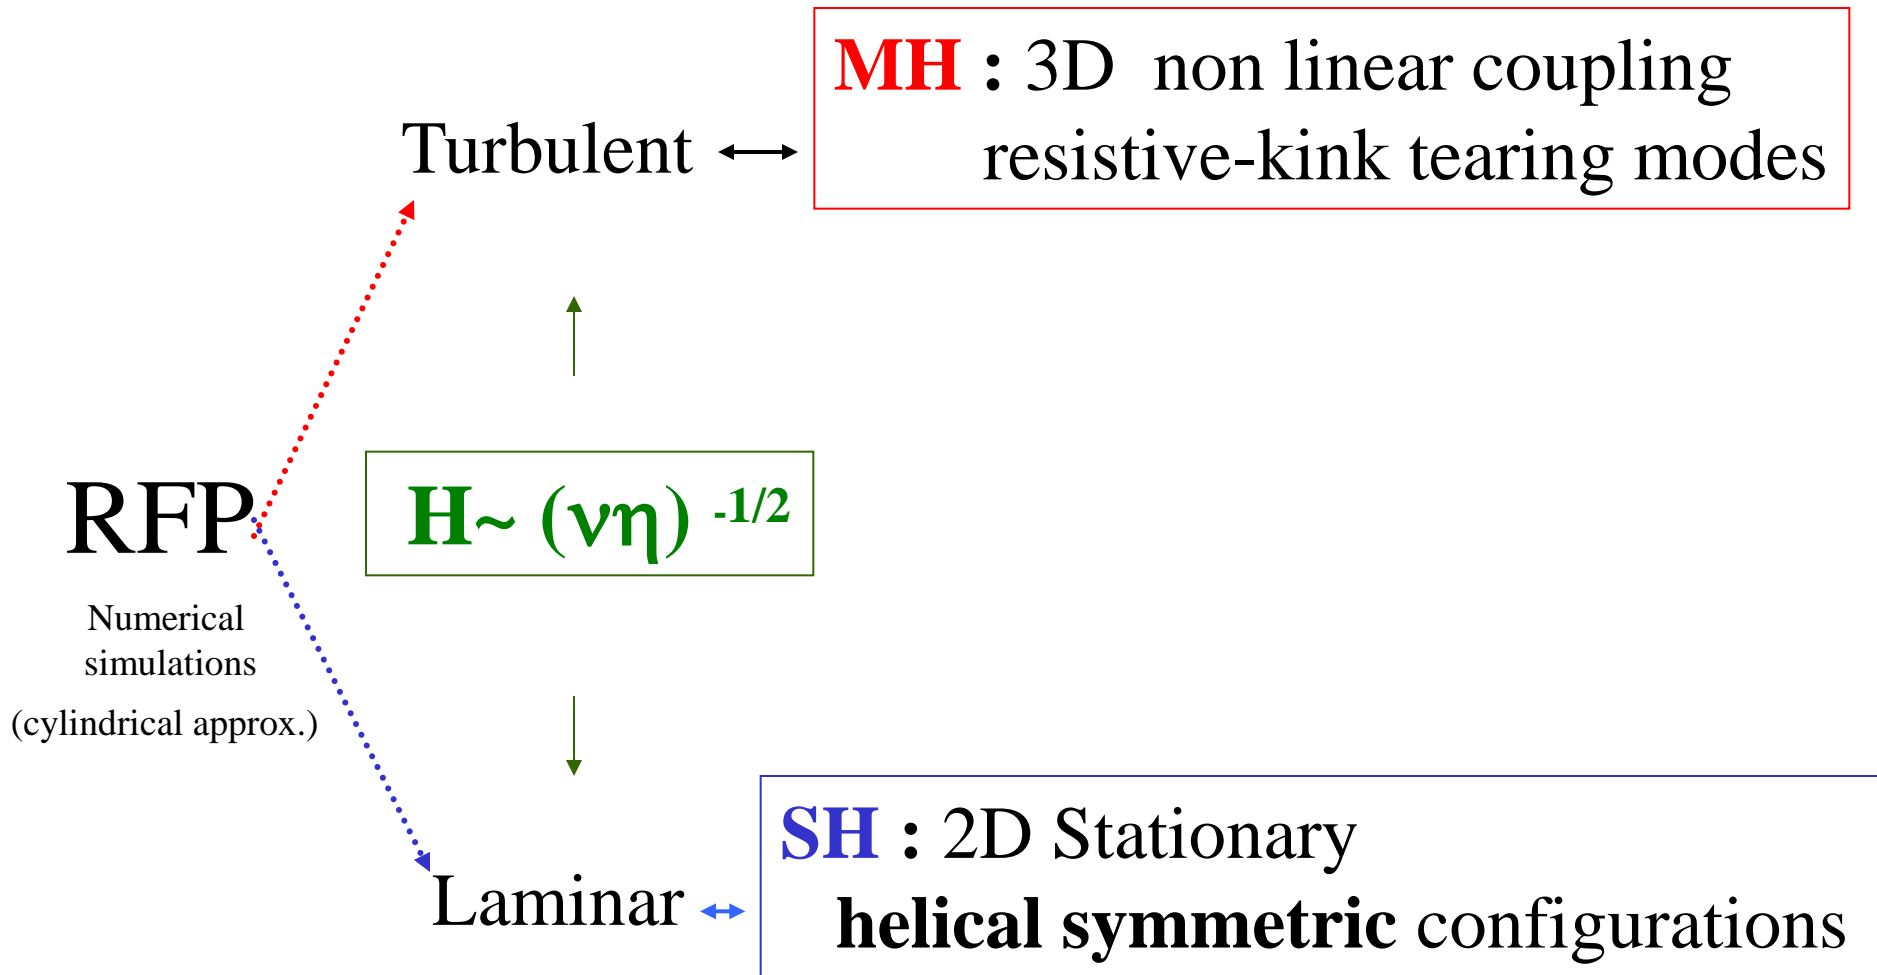 MH : 3D non linear coupling
resistive-kink tearing modes
Turbulent
RFP
H~ (νη) -1/2
Numerical
simulations
(cylindrical approx.)
SH : 2D Stationary
Laminar
helical symmetric configurations